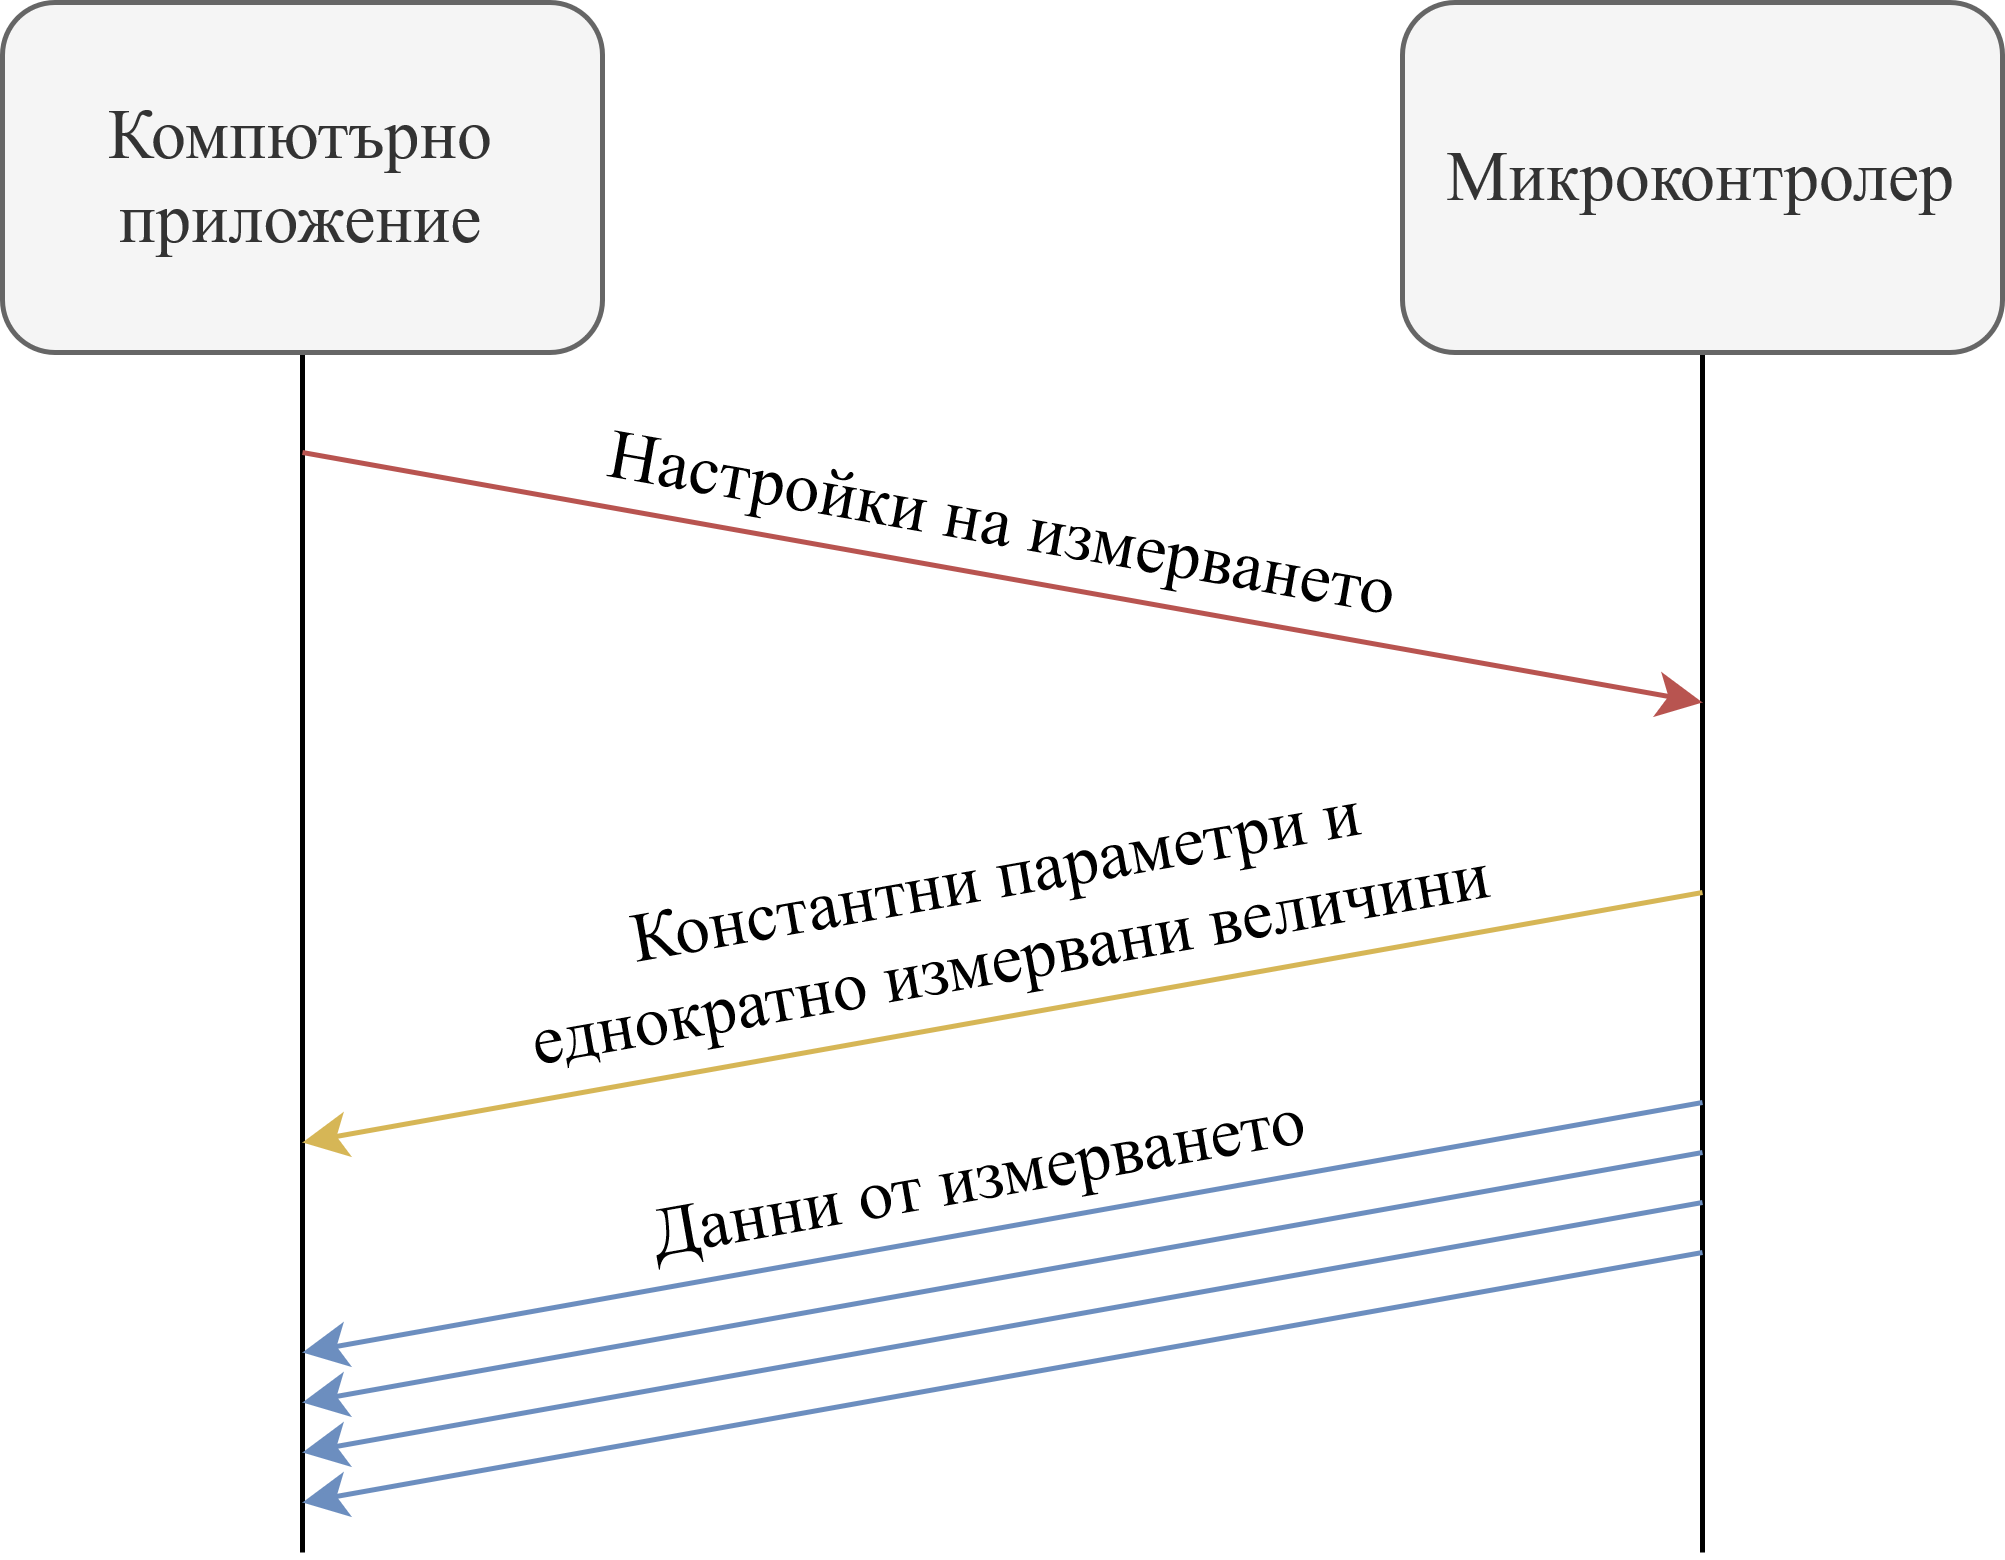 Компютърно
приложение
Микроконтролер
Настройки на измерването
Константни параметри и
еднократно измервани величини
Данни от измерването